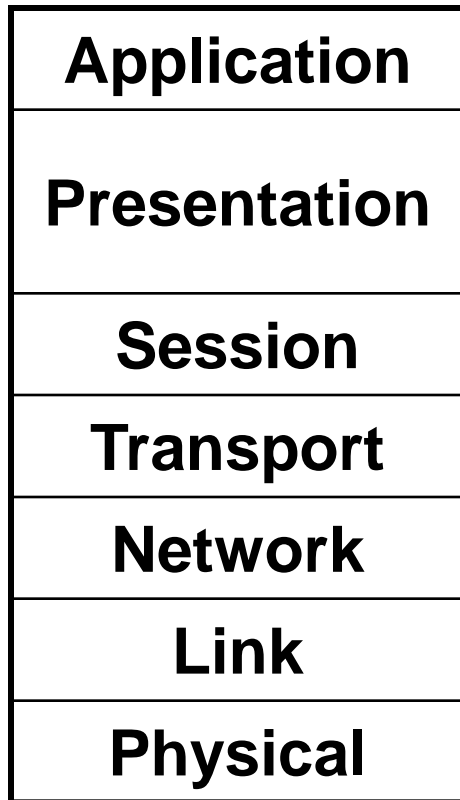 Application
Presentation
Session
Transport
Network
Link
Physical